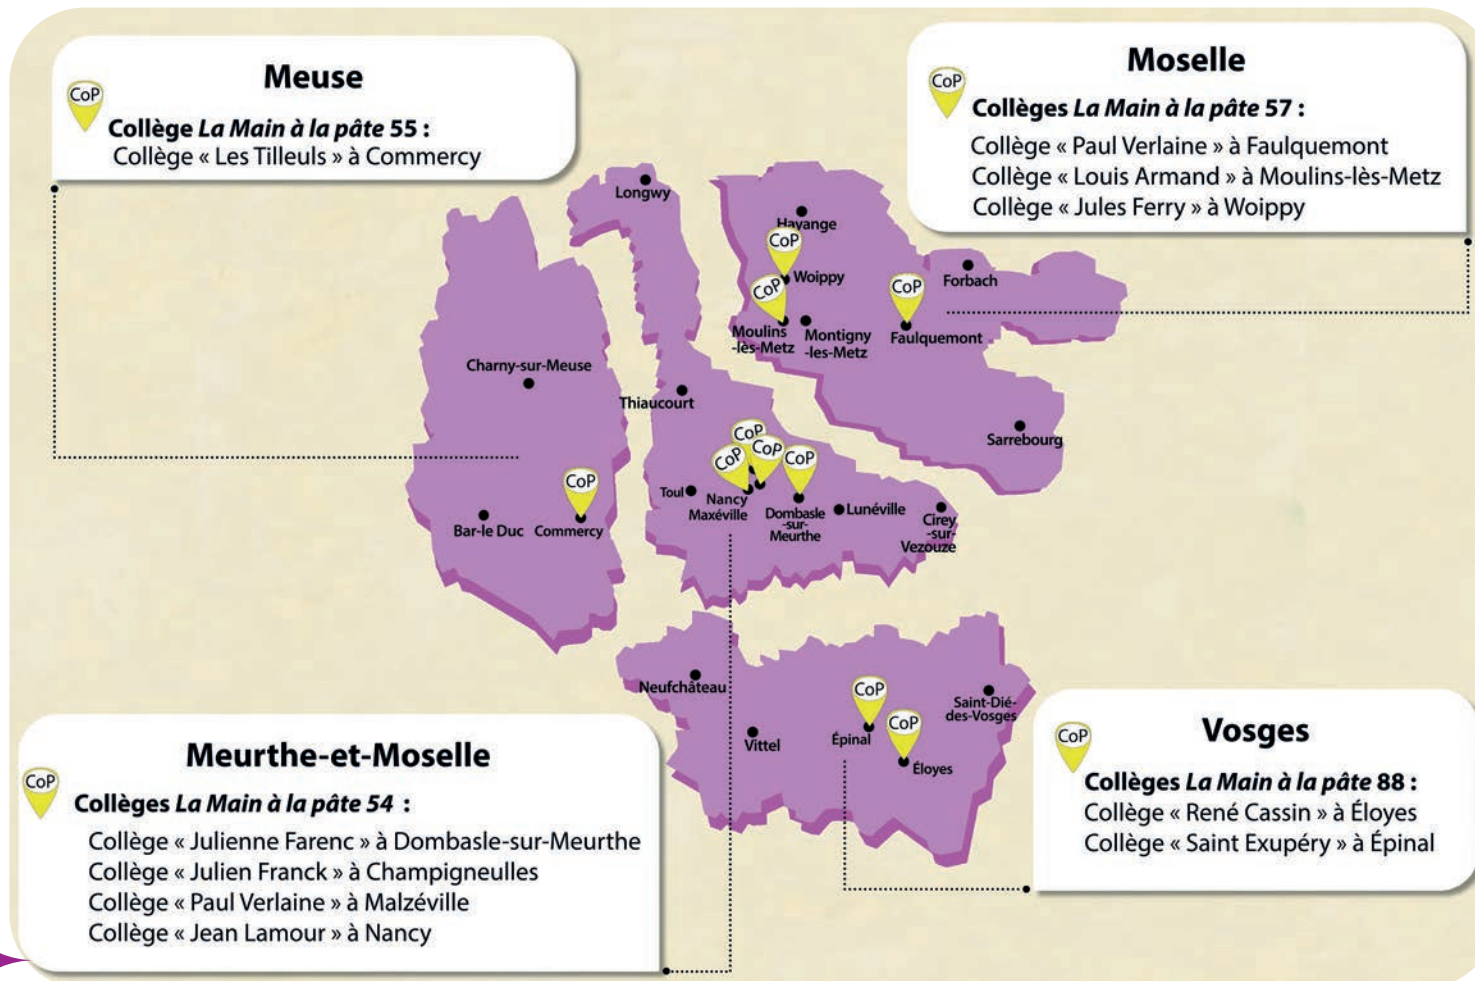 Meuse
CoP
Collège La Main à la pâte 55 :
Collège « Les Tilleuls » à Commercy
Moselle
CoP
Collèges La Main à la pâte 57 :
Collège « Paul Verlaine » à Faulquemont
Collège « Louis Armand » à Moulins-lès-Metz
Collège « Jules Ferry » à Woippy
Longwy
Hayange
CoP
Woippy
CoP
Moulins
-lès-Metz
Montigny
-les-Metz
CoP
Faulquemont
Forbach
Sarrebourg
Charny-sur-Meuse
Bar-le Duc
CoP
Commercy
Thiaucourt
CoP
CoP
CoP
CoP
Toul
Nancy
Maxéville
Dombasle
-sur-
Meurthe
Lunéville
Cirey
-sur-
Vezouze
Neufchâteau
Vittel
CoP
Épinal
CoP
Éloyes
Saint-Dié-
des-Vosges
Meurthe-et-Moselle
CoP
Collèges La Main à la pâte 54 :
Collège « Julienne Farenc » à Dombasle-sur-Meurthe
Collège « Julien Franck » à Champigneulles
Collège « Paul Verlaine » à Malzéville
Collège « Jean Lamour » à Nancy
Vosges
CoP
Collèges La Main à la pâte 88 :
Collège « René Cassin » à Éloyes
Collège « Saint Exupéry » à Épinal